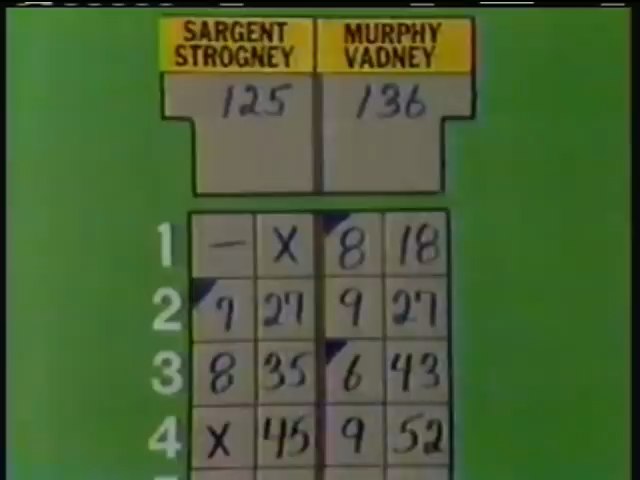 SARGENT STROGNEY MURPHY VADNEY
125 136
1 – X 8 18
2 7 27 9 27
3 8 35 6 43
4 X 45 9 52